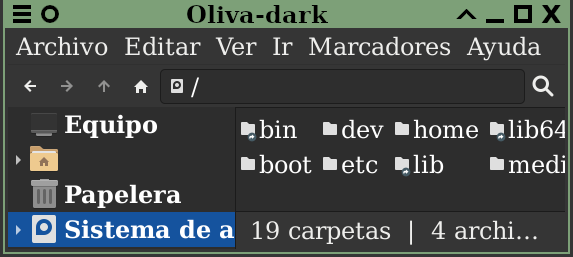 Oliva-dark
Archivo Editar Ver Ir Marcadores Ayuda
/
Equipo
Papelera
Sistema de a
bin dev home lib64
boot etc lib medi
19 carpetas | 4 archi...